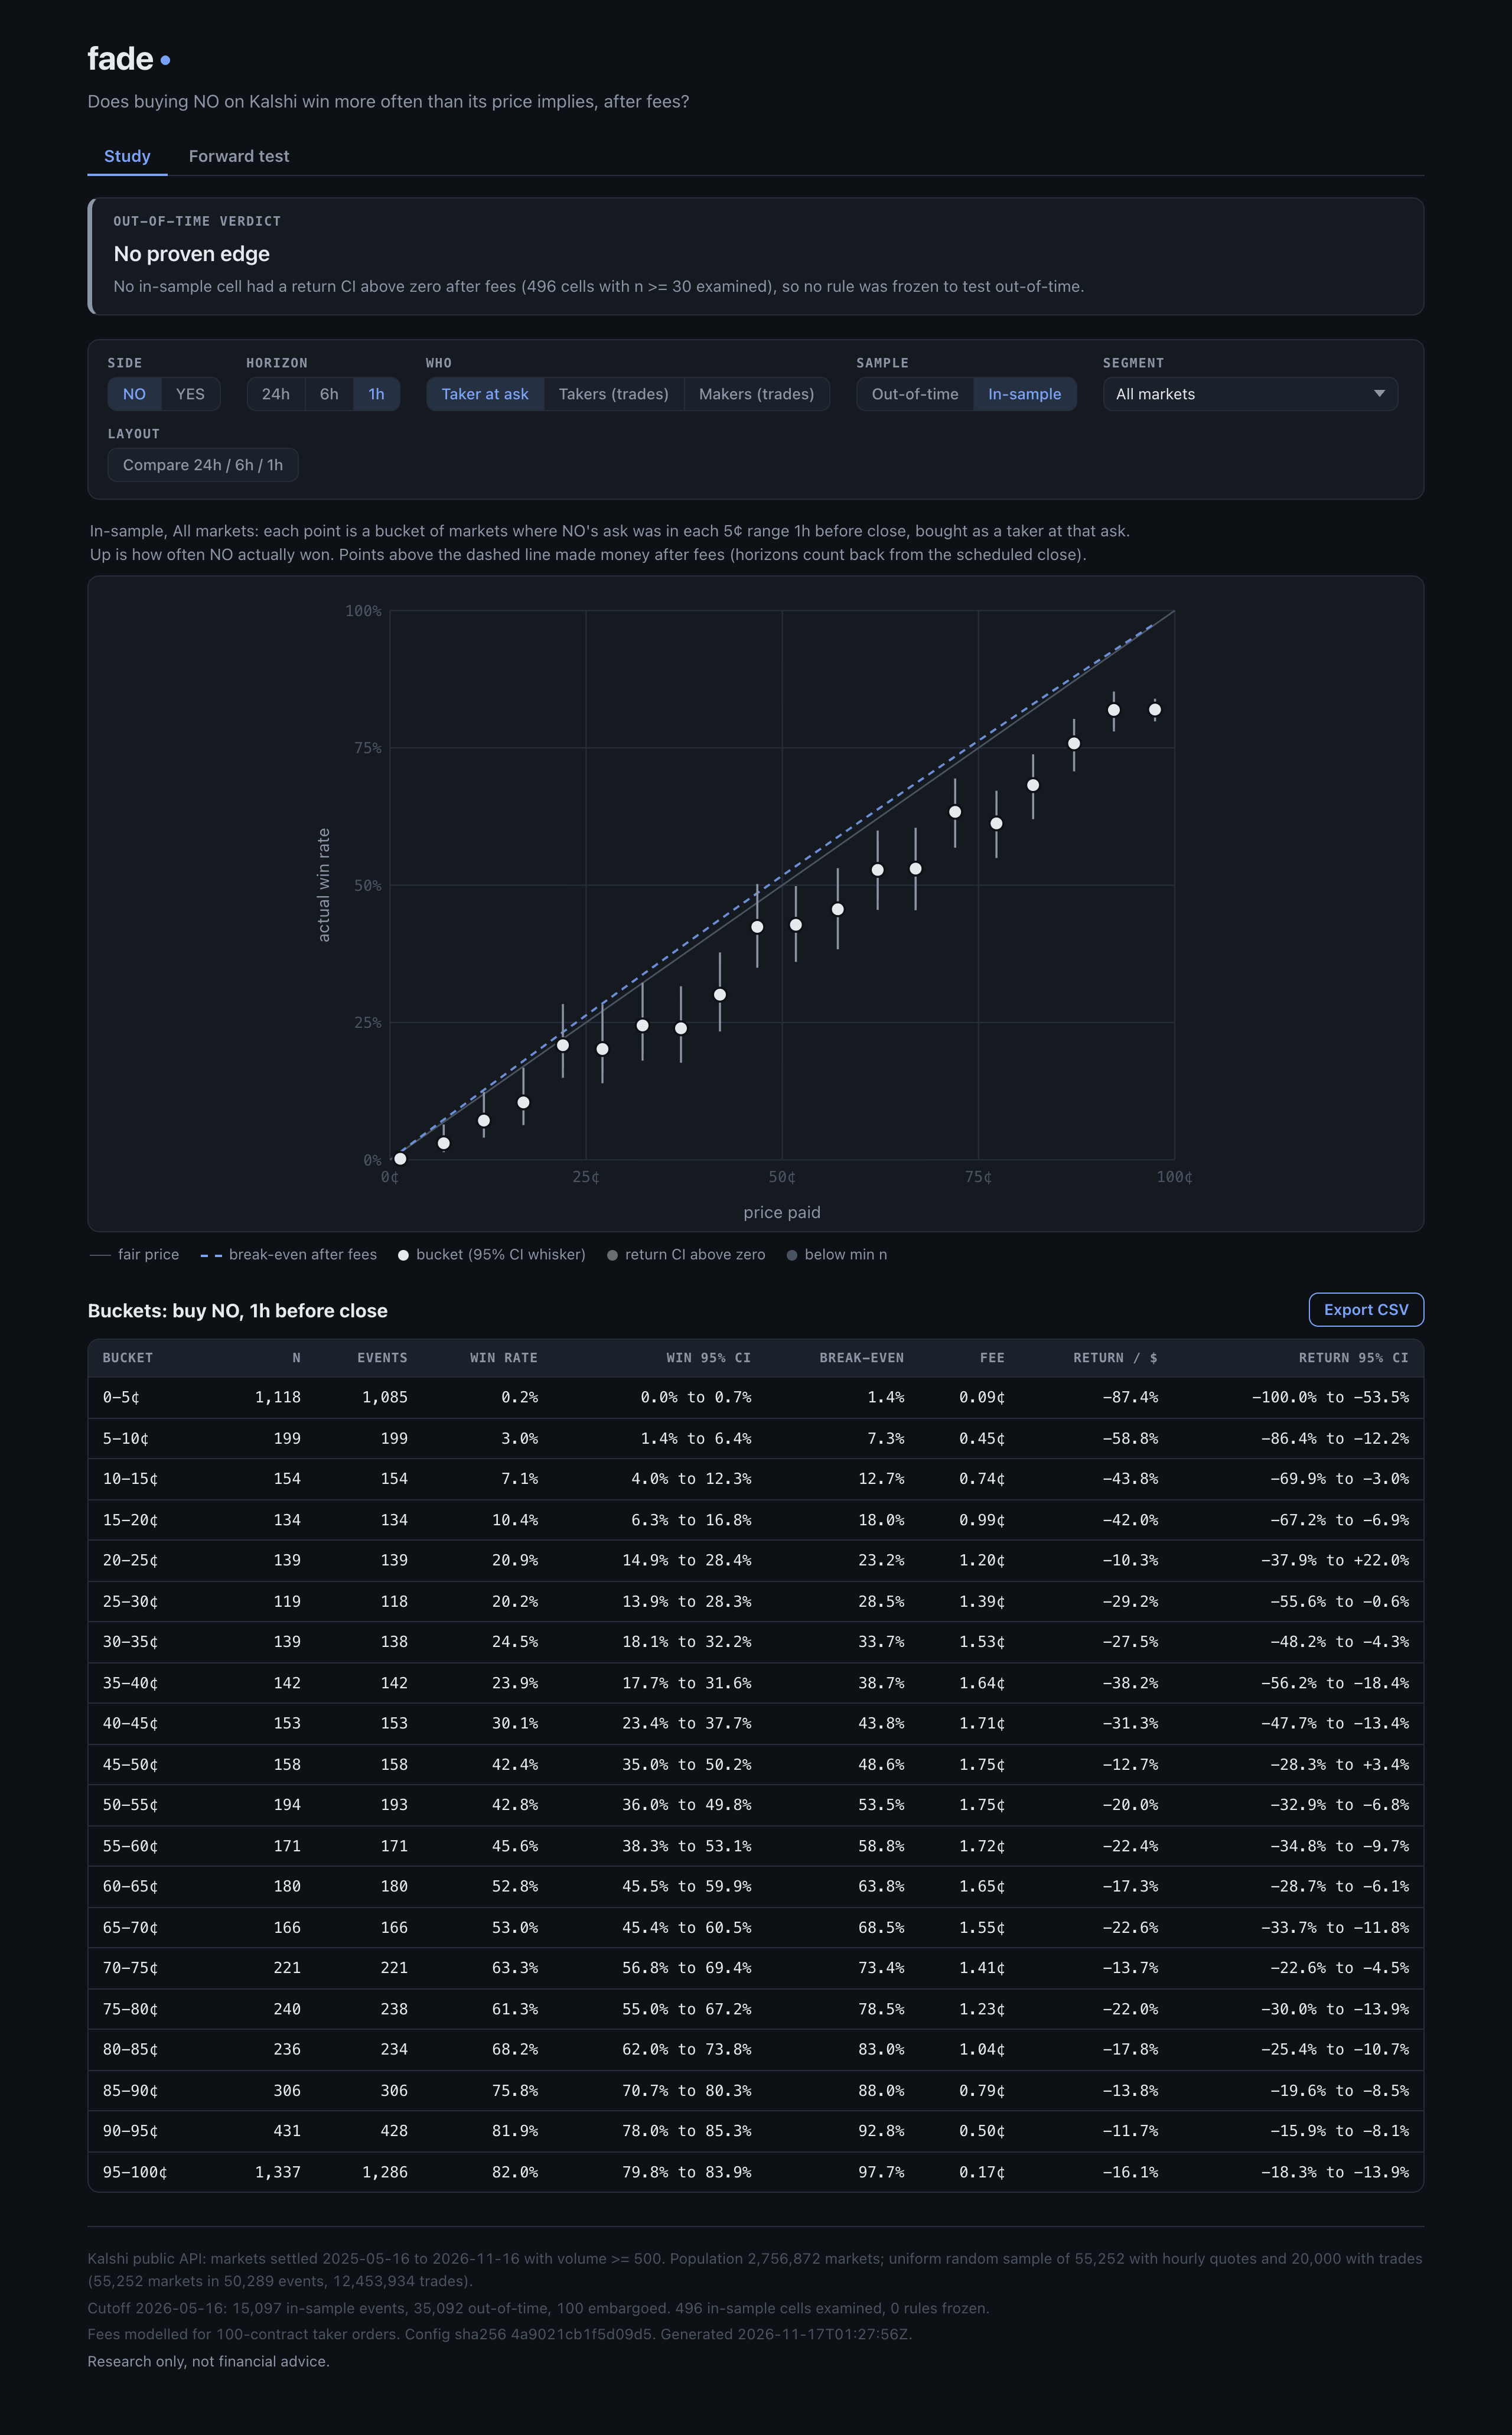 fade
Does buying NO on Kalshi win more often than its price implies, after fees?
Study Forward test
OUT-OF-TIME VERDICT
No proven edge
No in-sample cell had a return CI above zero after fees (496 cells with n >= 30 examined), so no rule was frozen to test out-of-time.
SIDE HORIZON WHO SAMPLE SEGMENT
NO YES 24h 6h 1h Taker at ask Takers (trades) Makers (trades) Out-of-time In-sample All markets
LAYOUT
Compare 24h / 6h / 1h
In-sample, All markets: each point is a bucket of markets where NO's ask was in each 5¢ range 1h before close, bought as a taker at that ask.
Up is how often NO actually won. Points above the dashed line made money after fees (horizons count back from the scheduled close).
100%
75%
actual win rate
50%
25%
0%
0¢ 25¢ 50¢ 75¢ 100¢
price paid
fair price break-even after fees bucket (95% CI whisker) return CI above zero below min n
Buckets: buy NO, 1h before close Export CSV
BUCKET N EVENTS WIN RATE WIN 95% CI BREAK-EVEN FEE RETURN / $ RETURN 95% CI
0–5¢ 1,118 1,085 0.2% 0.0% to 0.7% 1.4% 0.09¢ −87.4% −100.0% to −53.5%
5–10¢ 199 199 3.0% 1.4% to 6.4% 7.3% 0.45¢ −58.8% −86.4% to −12.2%
10–15¢ 154 154 7.1% 4.0% to 12.3% 12.7% 0.74¢ −43.8% −69.9% to −3.0%
15–20¢ 134 134 10.4% 6.3% to 16.8% 18.0% 0.99¢ −42.0% −67.2% to −6.9%
20–25¢ 139 139 20.9% 14.9% to 28.4% 23.2% 1.20¢ −10.3% −37.9% to +22.0%
25–30¢ 119 118 20.2% 13.9% to 28.3% 28.5% 1.39¢ −29.2% −55.6% to −0.6%
30–35¢ 139 138 24.5% 18.1% to 32.2% 33.7% 1.53¢ −27.5% −48.2% to −4.3%
35–40¢ 142 142 23.9% 17.7% to 31.6% 38.7% 1.64¢ −38.2% −56.2% to −18.4%
40–45¢ 153 153 30.1% 23.4% to 37.7% 43.8% 1.71¢ −31.3% −47.7% to −13.4%
45–50¢ 158 158 42.4% 35.0% to 50.2% 48.6% 1.75¢ −12.7% −28.3% to +3.4%
50–55¢ 194 193 42.8% 36.0% to 49.8% 53.5% 1.75¢ −20.0% −32.9% to −6.8%
55–60¢ 171 171 45.6% 38.3% to 53.1% 58.8% 1.72¢ −22.4% −34.8% to −9.7%
60–65¢ 180 180 52.8% 45.5% to 59.9% 63.8% 1.65¢ −17.3% −28.7% to −6.1%
65–70¢ 166 166 53.0% 45.4% to 60.5% 68.5% 1.55¢ −22.6% −33.7% to −11.8%
70–75¢ 221 221 63.3% 56.8% to 69.4% 73.4% 1.41¢ −13.7% −22.6% to −4.5%
75–80¢ 240 238 61.3% 55.0% to 67.2% 78.5% 1.23¢ −22.0% −30.0% to −13.9%
80–85¢ 236 234 68.2% 62.0% to 73.8% 83.0% 1.04¢ −17.8% −25.4% to −10.7%
85–90¢ 306 306 75.8% 70.7% to 80.3% 88.0% 0.79¢ −13.8% −19.6% to −8.5%
90–95¢ 431 428 81.9% 78.0% to 85.3% 92.8% 0.50¢ −11.7% −15.9% to −8.1%
95–100¢ 1,337 1,286 82.0% 79.8% to 83.9% 97.7% 0.17¢ −16.1% −18.3% to −13.9%
Kalshi public API: markets settled 2025-05-16 to 2026-11-16 with volume >= 500. Population 2,756,872 markets; uniform random sample of 55,252 with hourly quotes and 20,000 with trades
(55,252 markets in 50,289 events, 12,453,934 trades).
Cutoff 2026-05-16: 15,097 in-sample events, 35,092 out-of-time, 100 embargoed. 496 in-sample cells examined, 0 rules frozen.
Fees modelled for 100-contract taker orders. Config sha256 4a9021cb1f5d09d5. Generated 2026-11-17T01:27:56Z.
Research only, not financial advice.